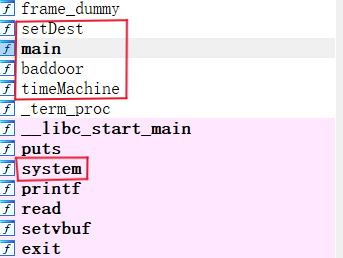 f frame_dummy
f setDest
f main
f baddoor
f timeMachine
f _term_proc
f __libc_start_main
f puts
f system
f printf
f read
f setvbuf
f exit